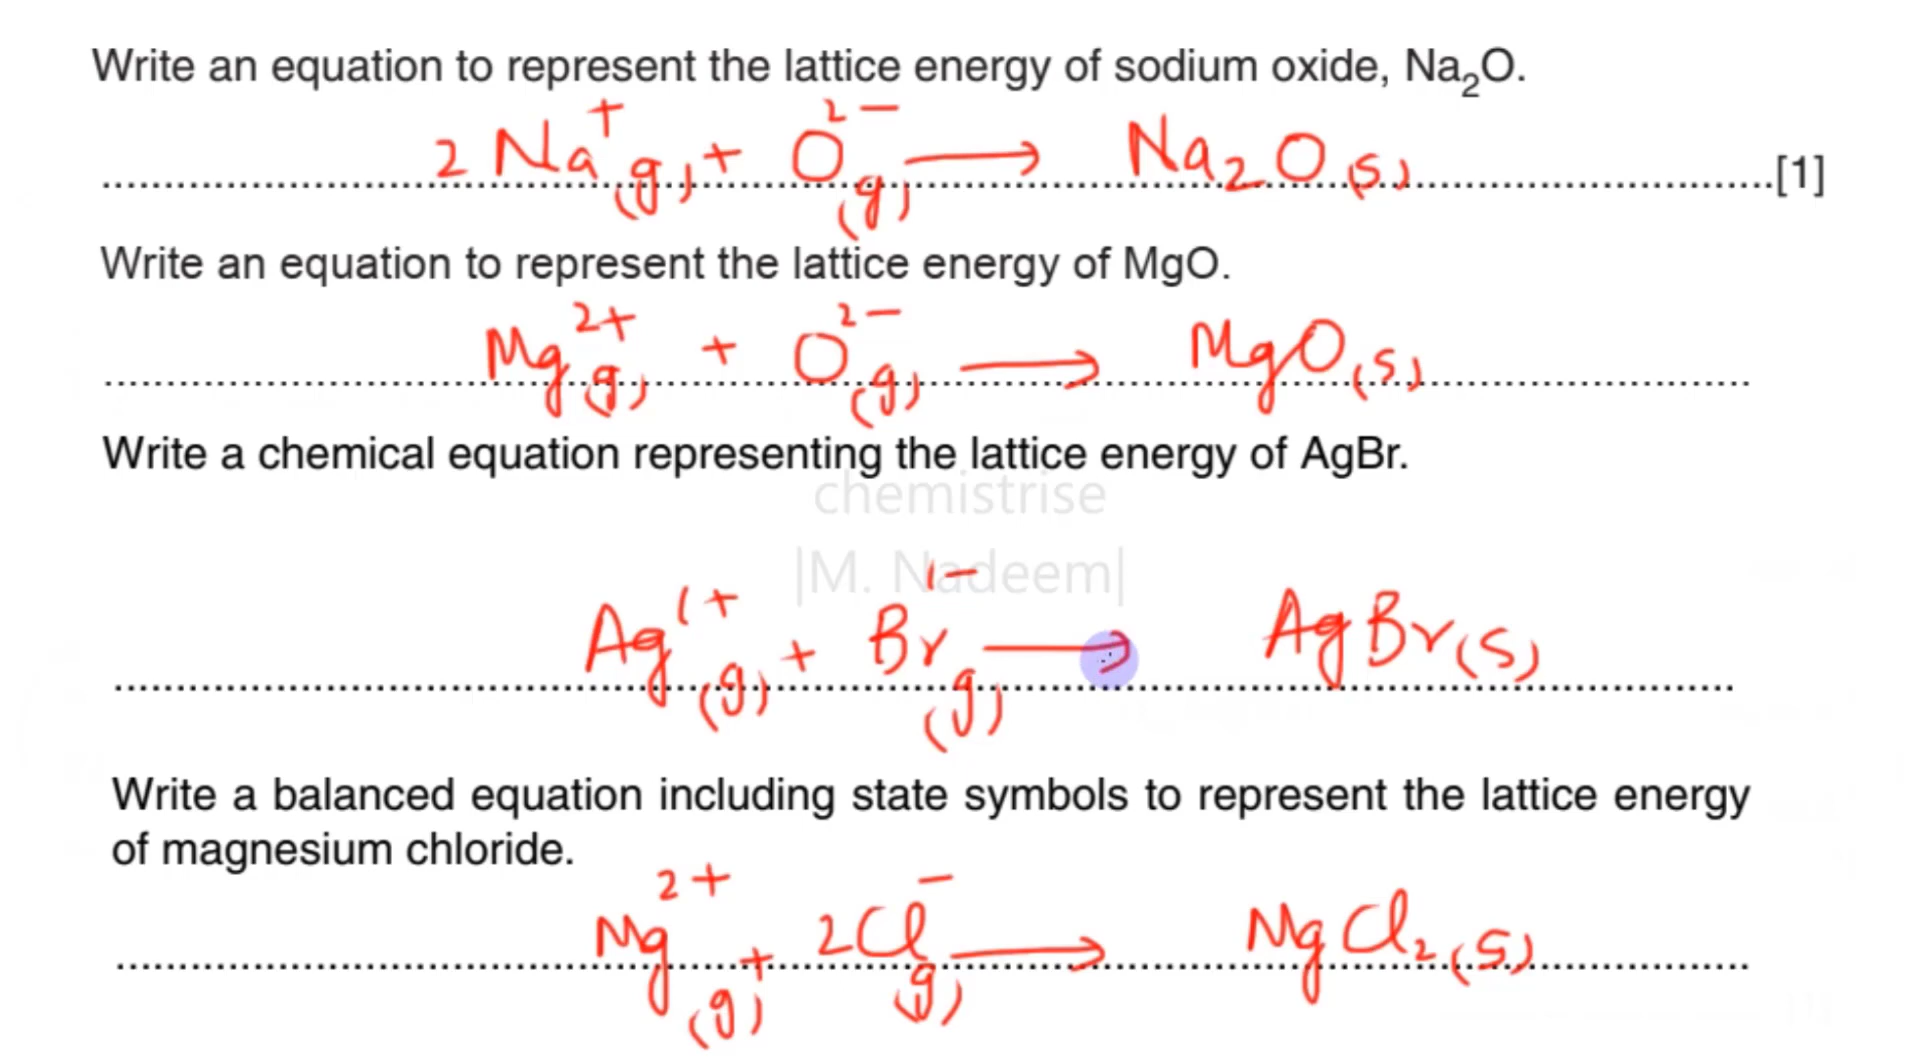 Write an equation to represent the lattice energy of sodium oxide, Na₂O.
2 Na⁺(g) + O²⁻(g) → Na₂O(s) [1]
Write an equation to represent the lattice energy of MgO.
Mg²⁺(g) + O²⁻(g) → MgO(s)
Write a chemical equation representing the lattice energy of AgBr.
chemistrise
|M. Nadeem|
Ag¹⁺(g) + Br¹⁻(g) → AgBr(s)
Write a balanced equation including state symbols to represent the lattice energy
of magnesium chloride.
Mg²⁺(g) + 2Cl⁻(g) → MgCl₂(s)